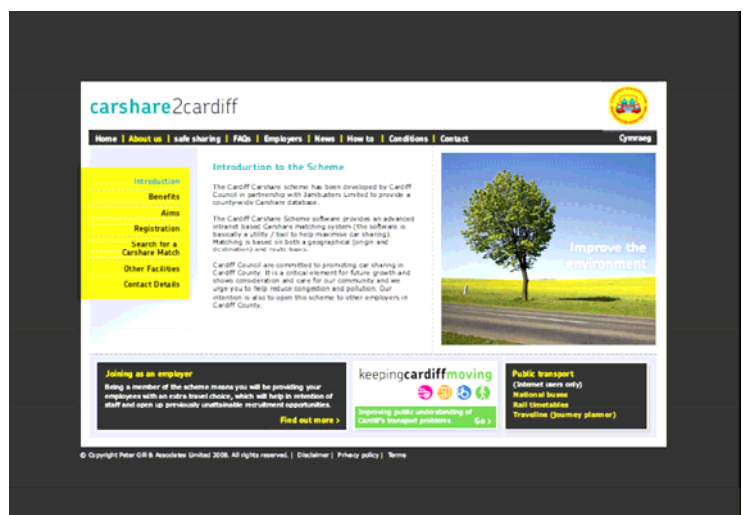 carshare2cardiff
Home | About us | safe sharing | FAQs | Employers | News | How to | Conditions | Contact
Cymraeg
Introduction
Benefits
Aims
Registration
Search for a
Carshare Match
Other Facilities
Contact Details
Introduction to the Scheme
The Cardiff Carshare scheme has been developed by Cardiff
Council in partnership with Jambusters Limited to provide a
county-wide Carshare database.
The Cardiff Carshare Scheme software provides an advanced
intranet based Carshare matching system (the software is
basically a utility / tool to help maximise car sharing).
Matching is based on both a geographical (origin and
destination) and route basis.
Cardiff Council are committed to promoting car sharing in
Cardiff County. It is a critical element for future growth and
shows consideration and care for our community and we
urge you to help reduce congestion and pollution. Our
intention is also to open this scheme to other employers in
Cardiff County.
Improve the
environment
Joining as an employer
Being a member of the scheme means you will be providing your
employees with an extra travel choice, which will help in retention of
staff and open up previously unattainable recruitment opportunities.
Find out more >
keepingcardiffmoving
Improving public understanding of
Cardiff's transport problems. Go >
Public transport
(Internet users only)
National buses
Rail timetables
Traveline (Journey planner)
© Copyright Peter Gill & Associates Limited 2008. All rights reserved. | Disclaimer | Privacy policy | Terms